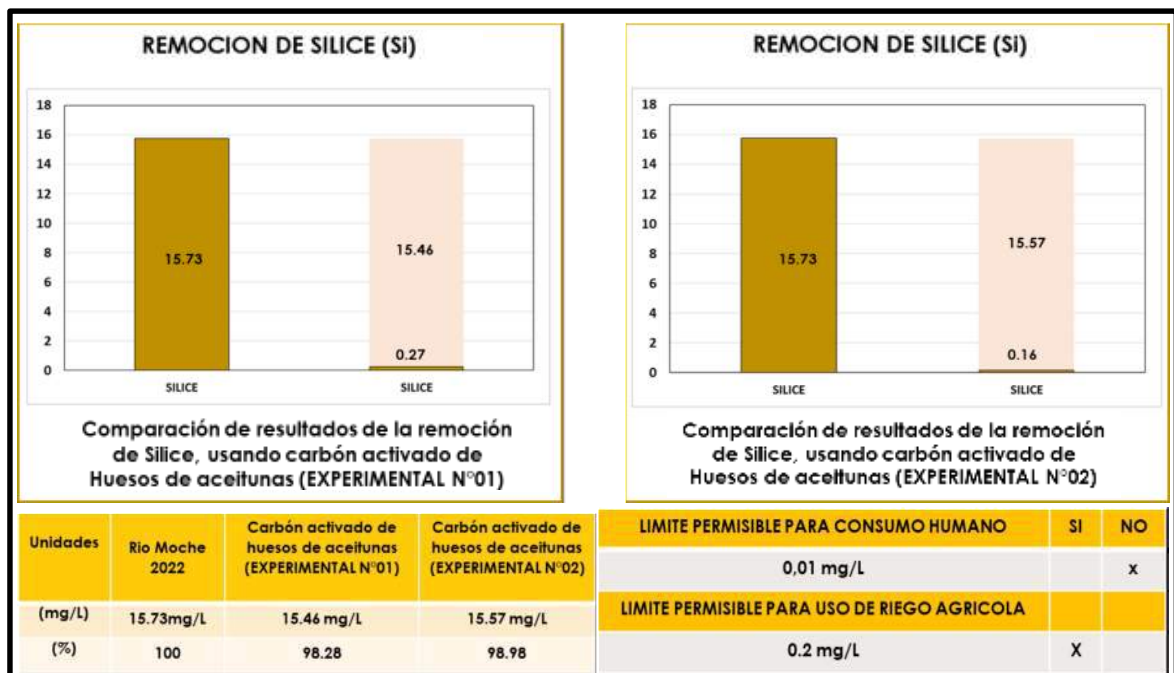 REMOCION DE SILICE (Si)
18
16
14
12
10
8
6
4
2
0
15.73
15.46
0.27
SILICE
SILICE
Comparación de resultados de la remoción
de Silice, usando carbón activado de
Huesos de aceitunas (EXPERIMENTAL N°01)
REMOCION DE SILICE (Si)
18
16
14
12
10
8
6
4
2
0
15.73
15.57
0.16
SILICE
SILICE
Comparación de resultados de la remoción
de Silice, usando carbón activado de
Huesos de aceitunas (EXPERIMENTAL N°02)
Unidades
Rio Moche
2022
Carbón activado de
huesos de aceitunas
(EXPERIMENTAL N°01)
Carbón activado de
huesos de aceitunas
(EXPERIMENTAL N°02)
(mg/L)
15.73mg/L
15.46 mg/L
15.57 mg/L
(%)
100
98.28
98.98
LIMITE PERMISIBLE PARA CONSUMO HUMANO
SI
NO
0,01 mg/L
x
LIMITE PERMISIBLE PARA USO DE RIEGO AGRICOLA
0.2 mg/L
X